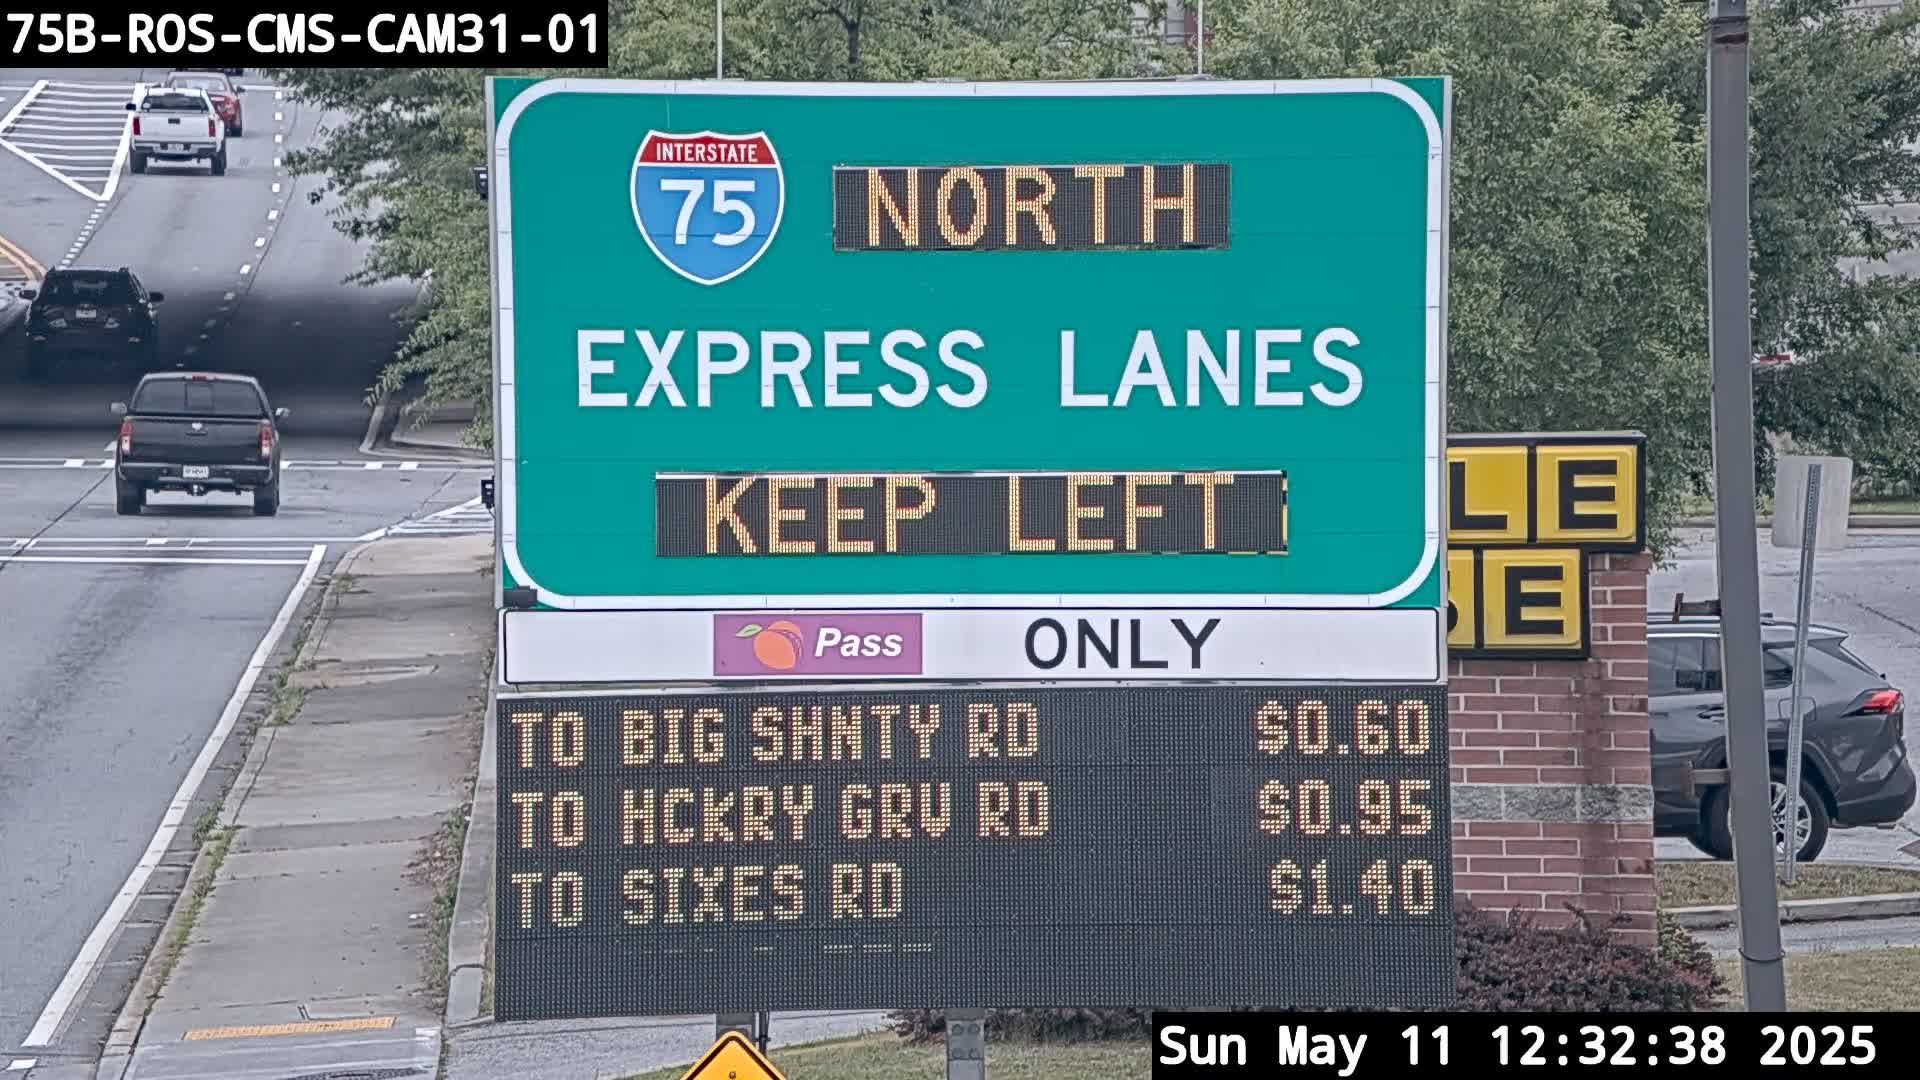 75B-ROS-CMS-CAM31-01
INTERSTATE
75
NORTH
EXPRESS LANES
KEEP LEFT
Pass ONLY
TO BIG SHNTY RD $0.60
TO HCKRY GRV RD $0.95
TO SIXES RD $1.40
LE
E
Sun May 11 12:32:38 2025